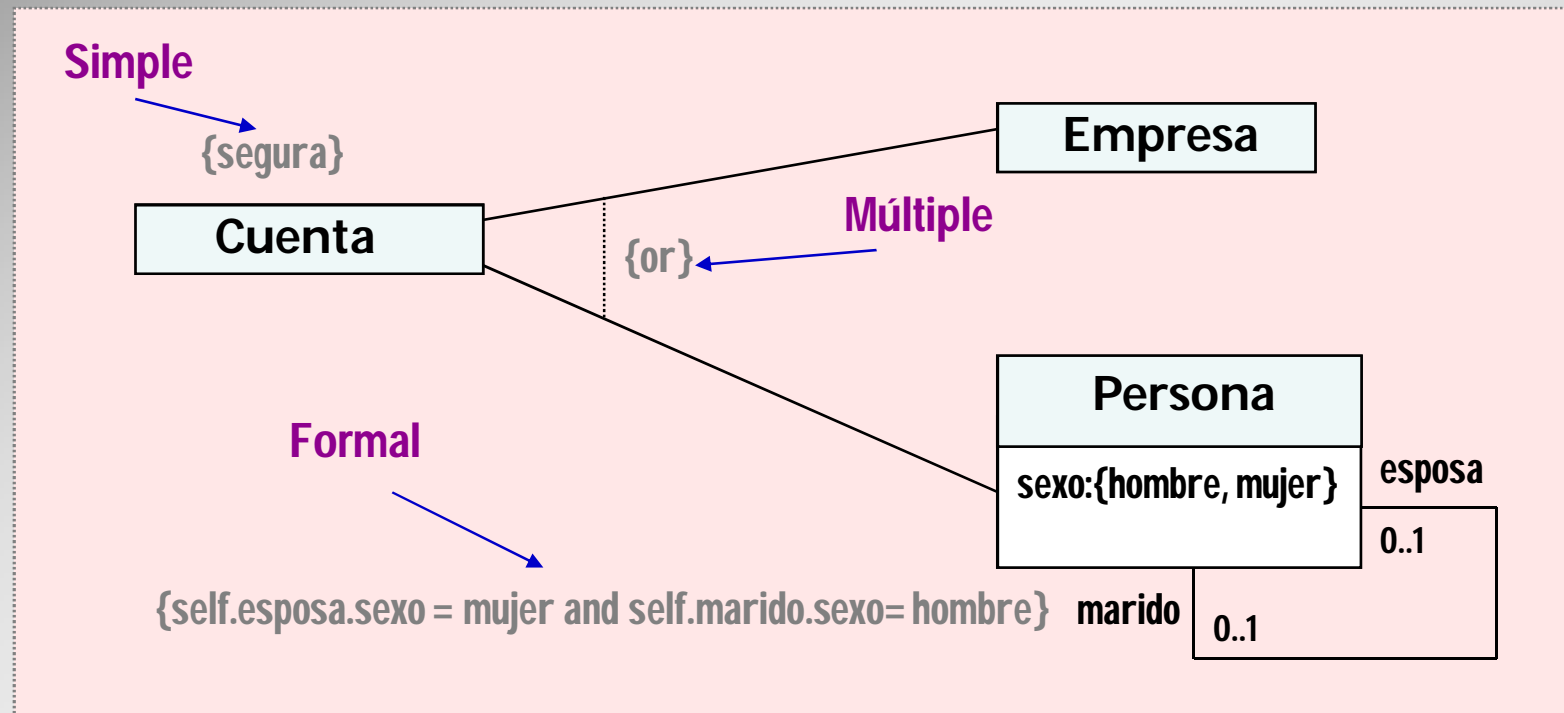 Simple
{segura}
Empresa
Cuenta
Múltiple
{or}
Persona
Formal
sexo:{hombre, mujer}
esposa
0..1
{self.esposa.sexo = mujer and self.marido.sexo= hombre}
marido
0..1